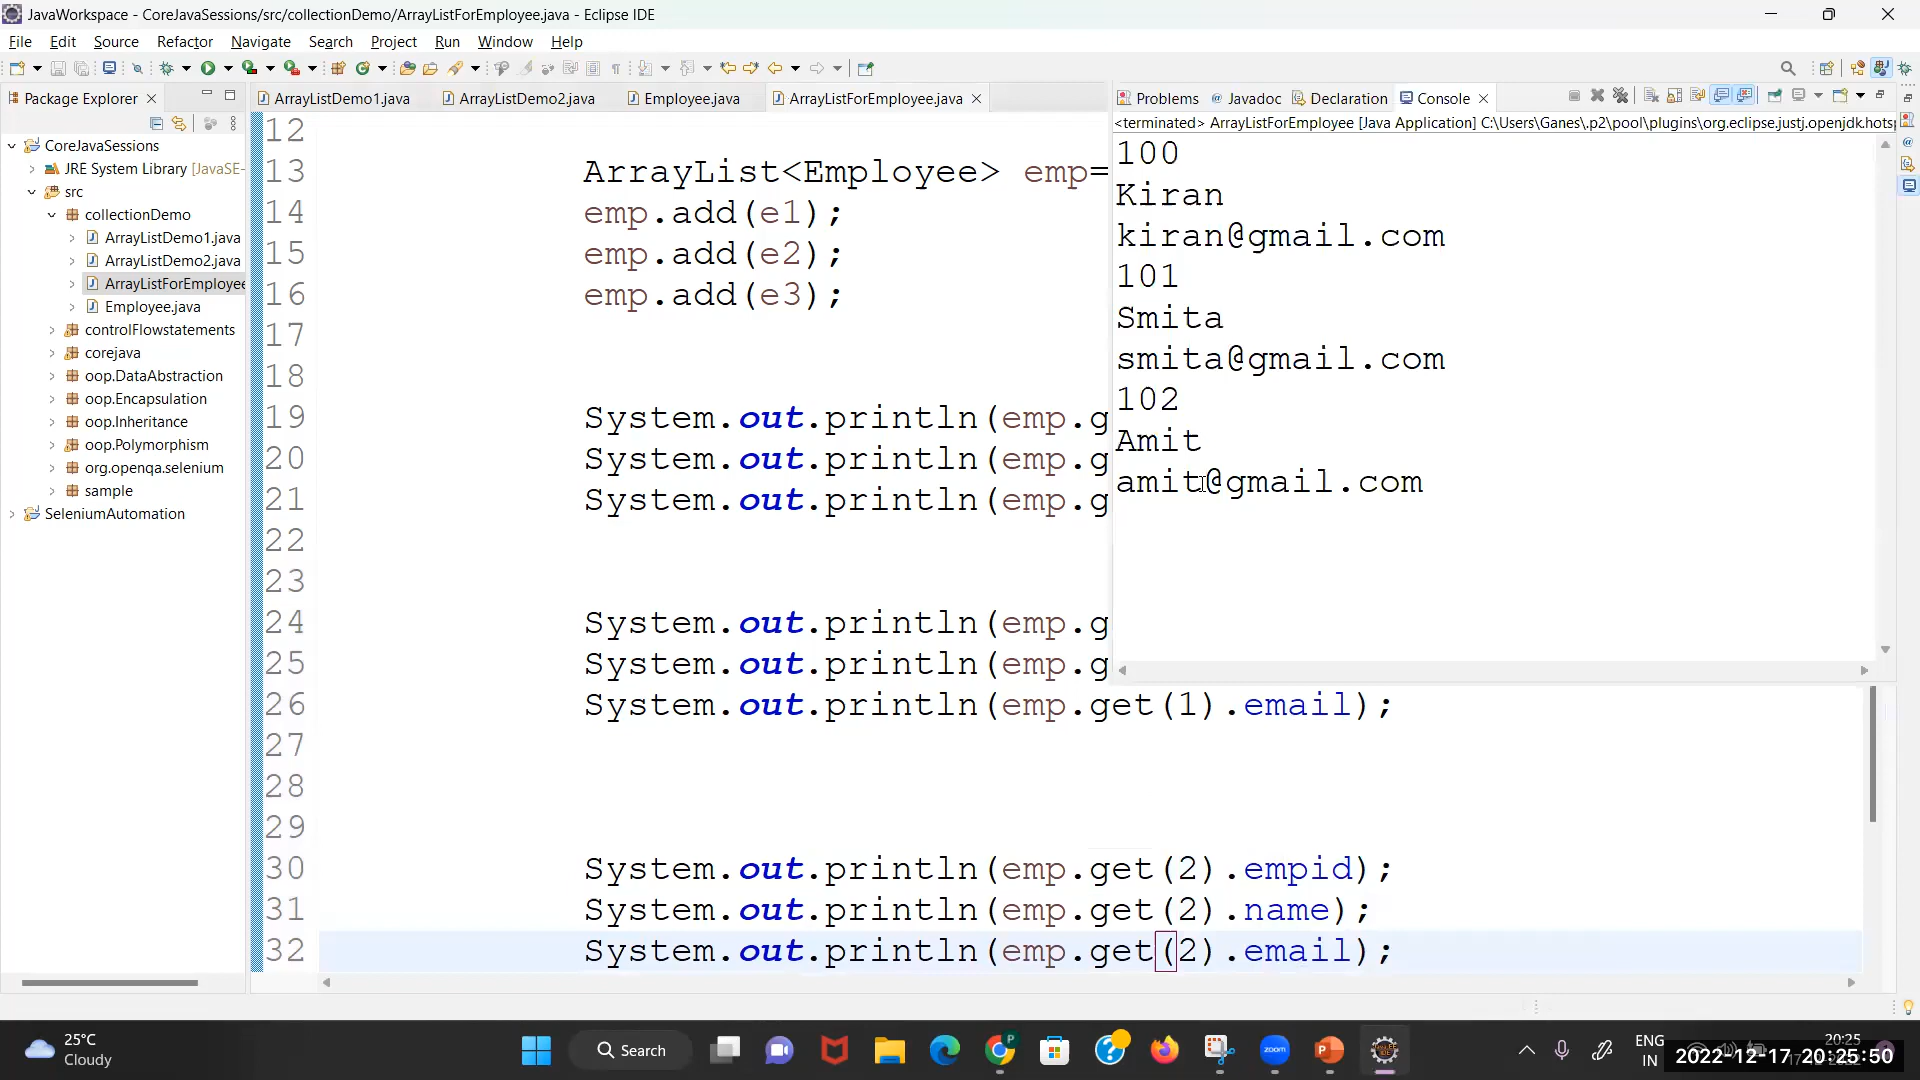 JavaWorkspace - CoreJavaSessions/src/collectionDemo/ArrayListForEmployee.java - Eclipse IDE
File Edit Source Refactor Navigate Search Project Run Window Help
Package Explorer
CoreJavaSessions
JRE System Library [JavaSE-
src
collectionDemo
ArrayListDemo1.java
ArrayListDemo2.java
ArrayListForEmployee
Employee.java
controlFlowstatements
corejava
oop.DataAbstraction
oop.Encapsulation
oop.Inheritance
oop.Polymorphism
org.openqa.selenium
sample
SeleniumAutomation
ArrayListDemo1.java ArrayListDemo2.java Employee.java ArrayListForEmployee.java
12
13 ArrayList<Employee> emp=
14 emp.add(e1);
15 emp.add(e2);
16 emp.add(e3);
17
18
19 System.out.println(emp.g
20 System.out.println(emp.g
21 System.out.println(emp.g
22
23
24 System.out.println(emp.g
25 System.out.println(emp.g
26 System.out.println(emp.get(1).email);
27
28
29
30 System.out.println(emp.get(2).empid);
31 System.out.println(emp.get(2).name);
32 System.out.println(emp.get(2).email);
Problems Javadoc Declaration Console
<terminated> ArrayListForEmployee [Java Application] C:\Users\Ganes\.p2\pool\plugins\org.eclipse.justj.openjdk.hotsp
100
Kiran
kiran@gmail.com
101
Smita
smita@gmail.com
102
Amit
amit@gmail.com
25°C
Cloudy
Search
zoom
ENG
IN
20:25
2022-12-17 20:25:50